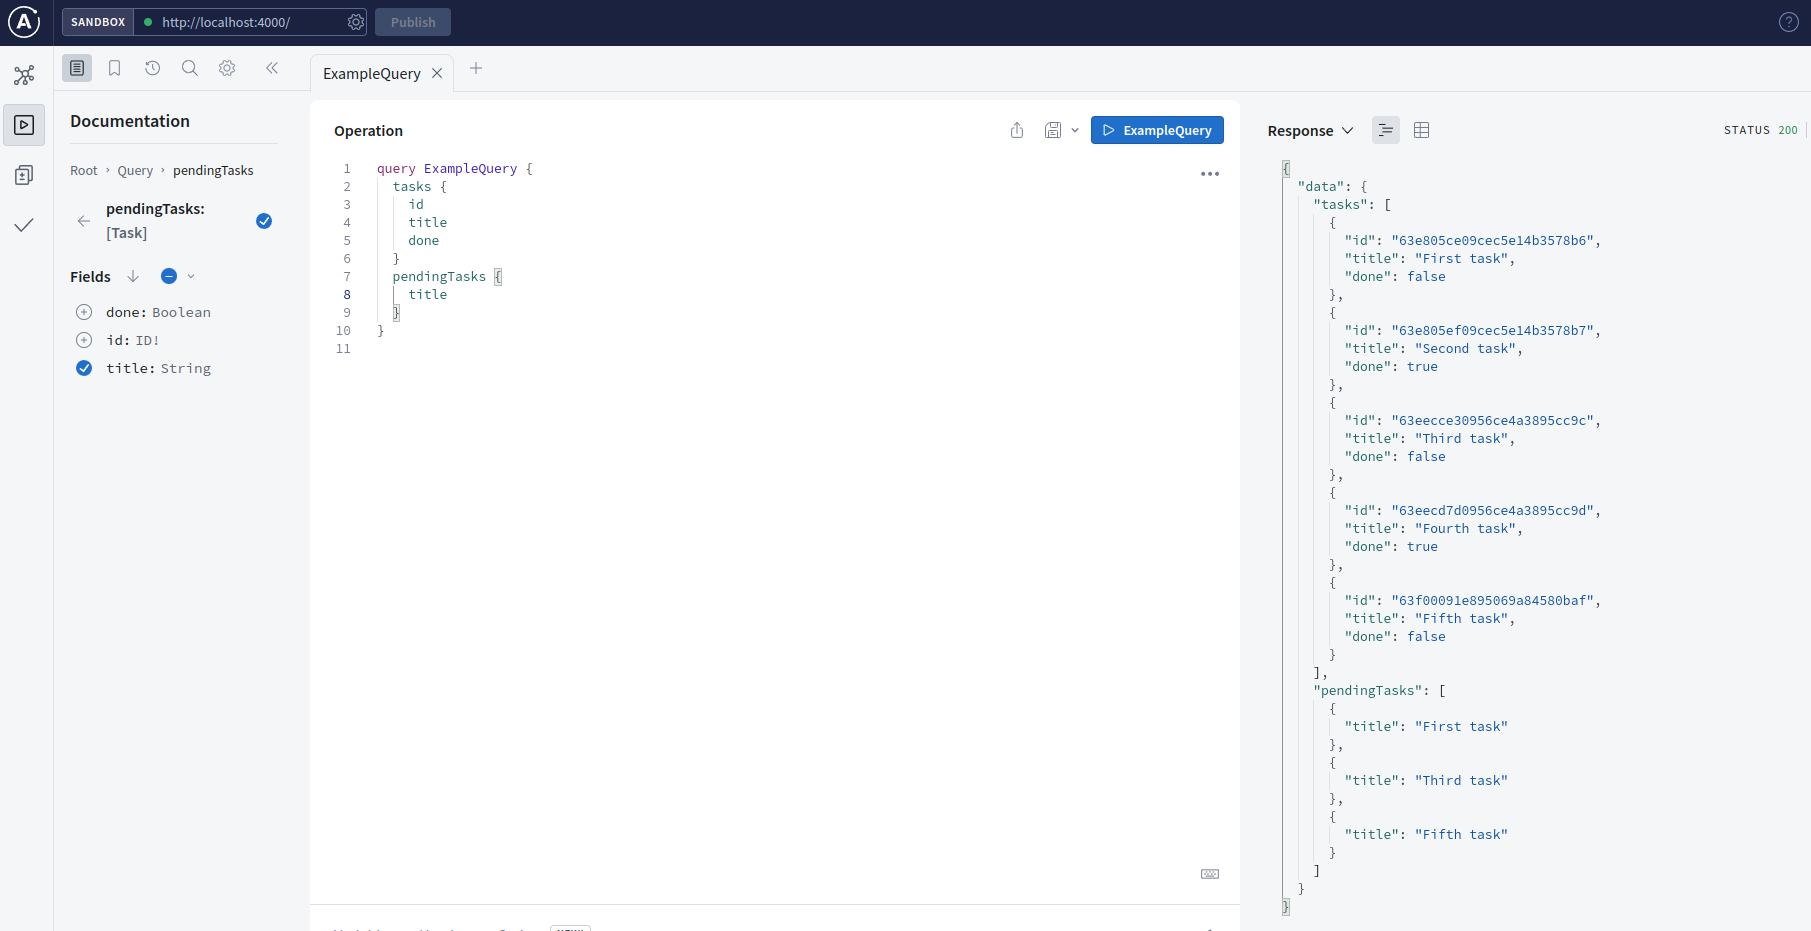 SANDBOX http://localhost:4000/ Publish
ExampleQuery
Documentation
Root › Query › pendingTasks
pendingTasks:
[Task]
Fields
done: Boolean
id: ID!
title: String
Operation
ExampleQuery
1 query ExampleQuery {
2 tasks {
3 id
4 title
5 done
6 }
7 pendingTasks {
8 title
9 }
10 }
11
Response
STATUS 200
{
"data": {
"tasks": [
{
"id": "63e805ce09cec5e14b3578b6",
"title": "First task",
"done": false
},
{
"id": "63e805ef09cec5e14b3578b7",
"title": "Second task",
"done": true
},
{
"id": "63eecce30956ce4a3895cc9c",
"title": "Third task",
"done": false
},
{
"id": "63eecd7d0956ce4a3895cc9d",
"title": "Fourth task",
"done": true
},
{
"id": "63f00091e895069a84580baf",
"title": "Fifth task",
"done": false
}
],
"pendingTasks": [
{
"title": "First task"
},
{
"title": "Third task"
},
{
"title": "Fifth task"
}
]
}
}